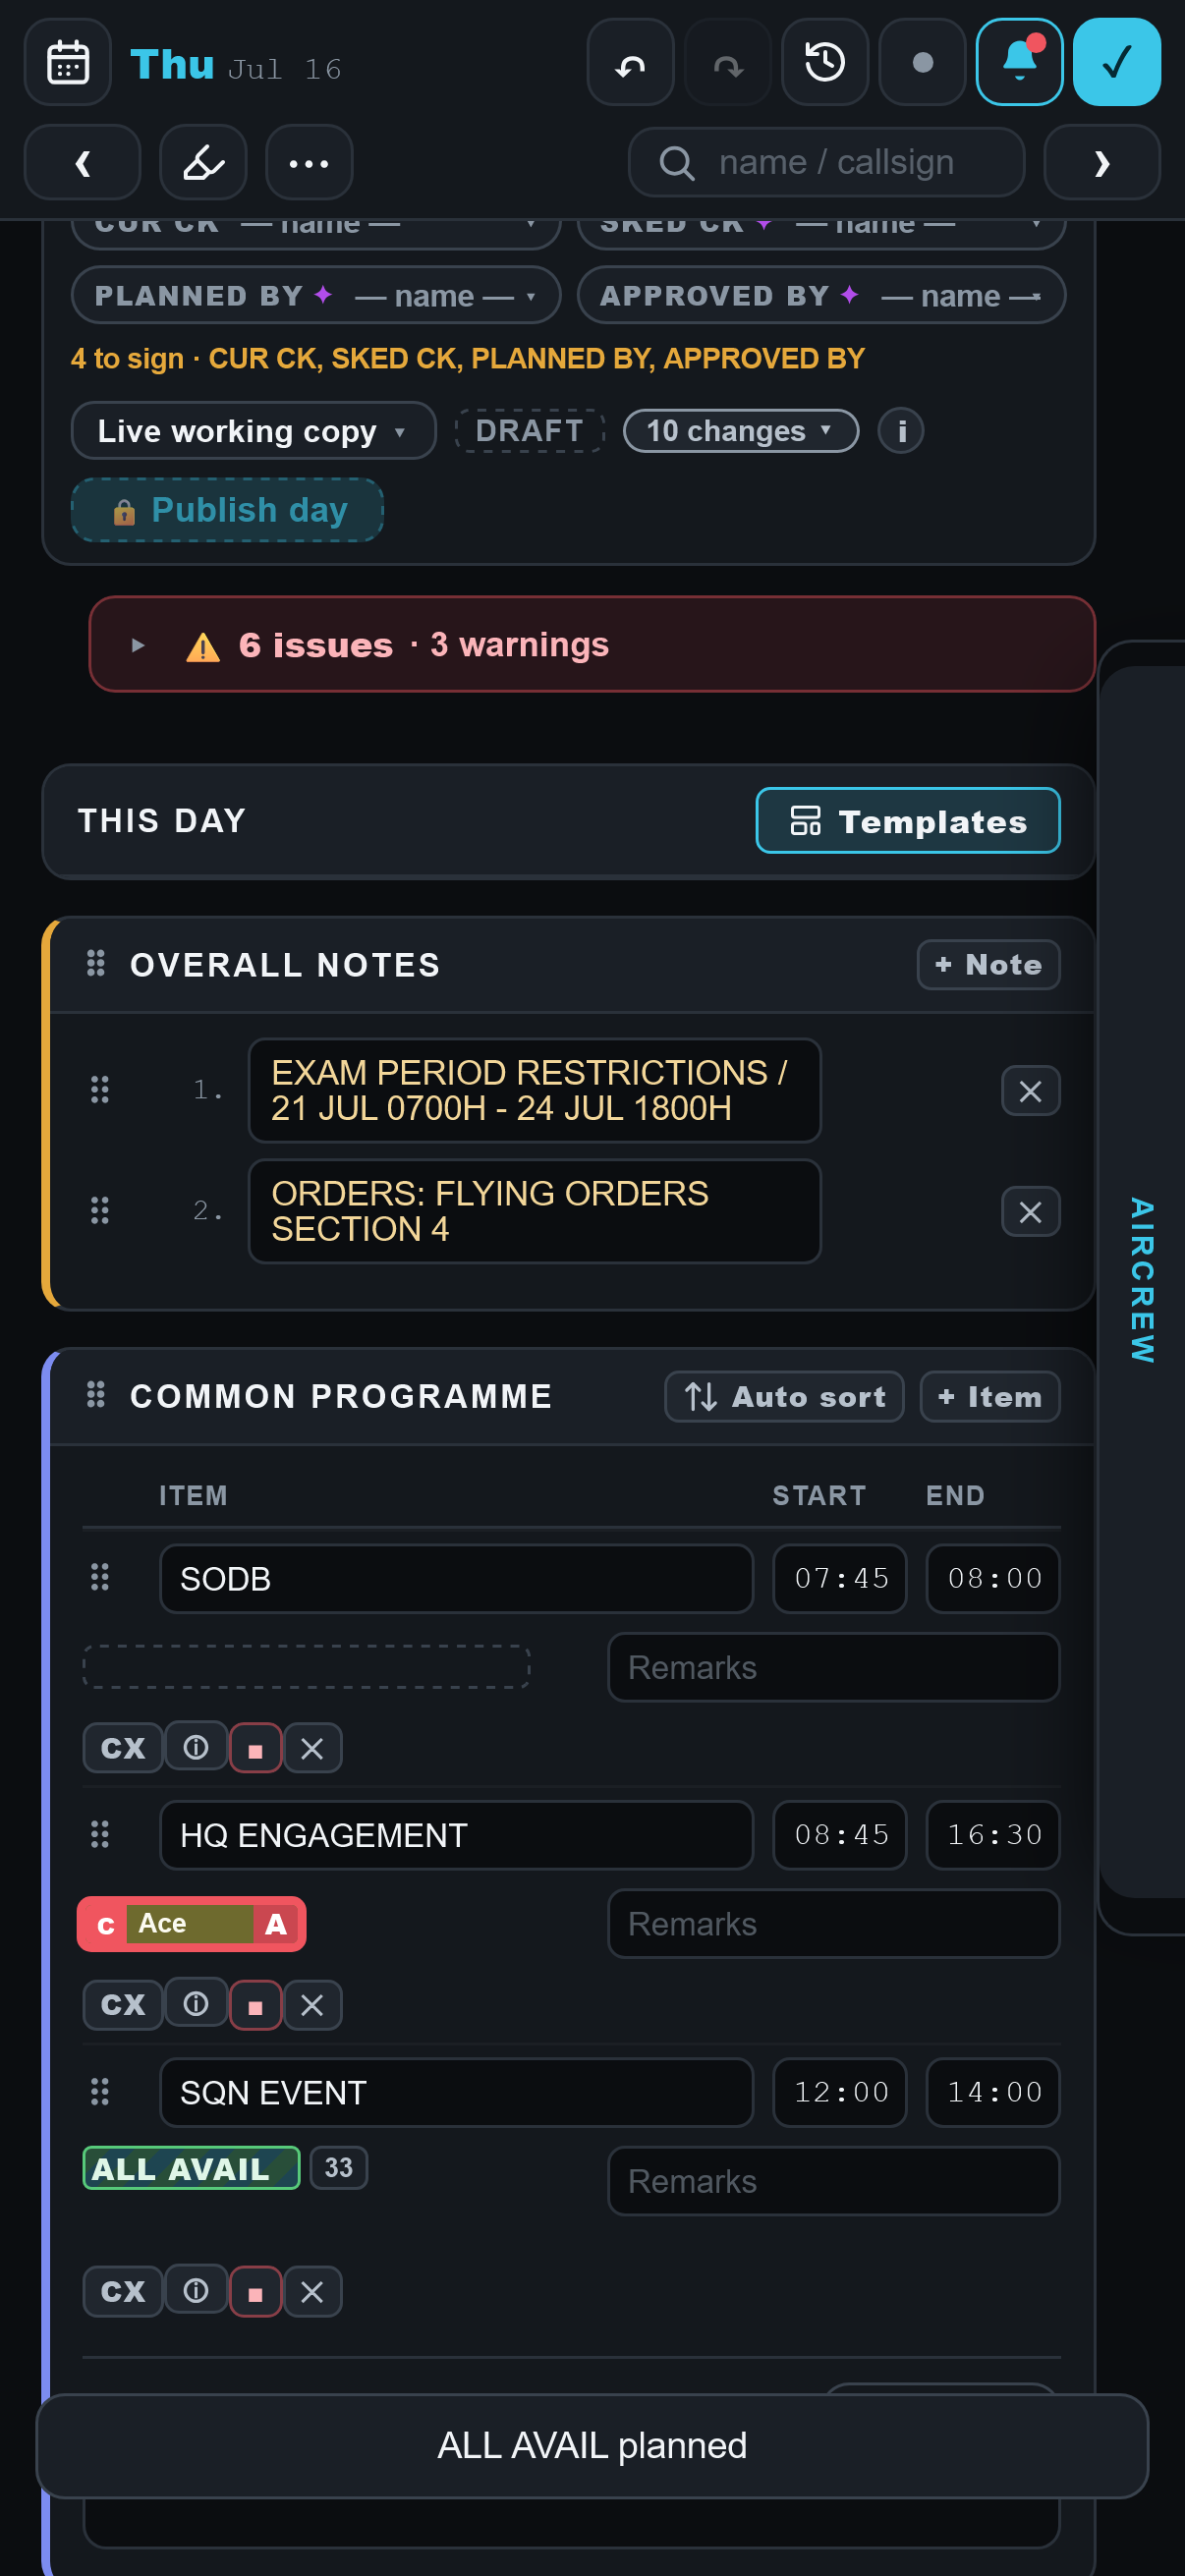 Thu Jul 16
name / callsign
CUR CK — name —
SKED CK — name —
PLANNED BY — name —
APPROVED BY — name —
4 to sign · CUR CK, SKED CK, PLANNED BY, APPROVED BY
Live working copy
DRAFT
10 changes
i
Publish day
6 issues · 3 warnings
THIS DAY
Templates
OVERALL NOTES
+ Note
1.
EXAM PERIOD RESTRICTIONS /
21 JUL 0700H - 24 JUL 1800H
2.
ORDERS: FLYING ORDERS
SECTION 4
AIRCREW
COMMON PROGRAMME
Auto sort
+ Item
ITEM START END
SODB 07:45 08:00
Remarks
CX
HQ ENGAGEMENT 08:45 16:30
c Ace A
Remarks
CX
SQN EVENT 12:00 14:00
ALL AVAIL 33
Remarks
CX
ALL AVAIL planned